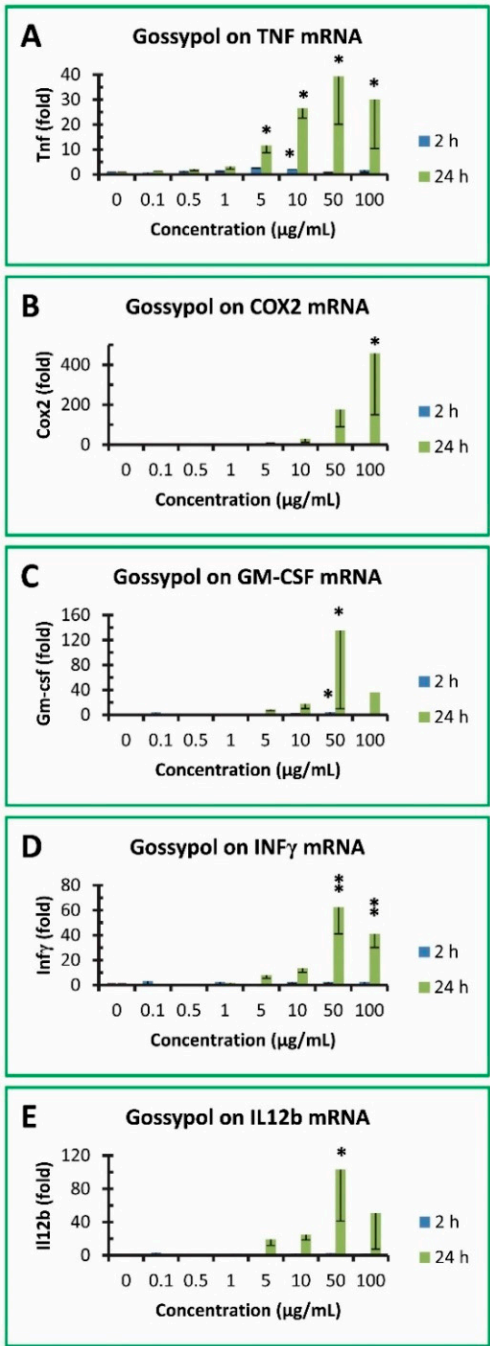 A
Gossypol on TNF mRNA
Tnf (fold)
40
30
20
10
0
* * * * *
0 0.1 0.5 1 5 10 50 100
Concentration (µg/mL)
2 h
24 h
B
Gossypol on COX2 mRNA
Cox2 (fold)
400
200
0
*
0 0.1 0.5 1 5 10 50 100
Concentration (µg/mL)
2 h
24 h
C
Gossypol on GM-CSF mRNA
Gm-csf (fold)
160
120
80
40
0
* *
0 0.1 0.5 1 5 10 50 100
Concentration (µg/mL)
2 h
24 h
D
Gossypol on INFγ mRNA
Infγ (fold)
80
60
40
20
0
** **
0 0.1 0.5 1 5 10 50 100
Concentration (µg/mL)
2 h
24 h
E
Gossypol on IL12b mRNA
Il12b (fold)
120
80
40
0
*
0 0.1 0.5 1 5 10 50 100
Concentration (µg/mL)
2 h
24 h